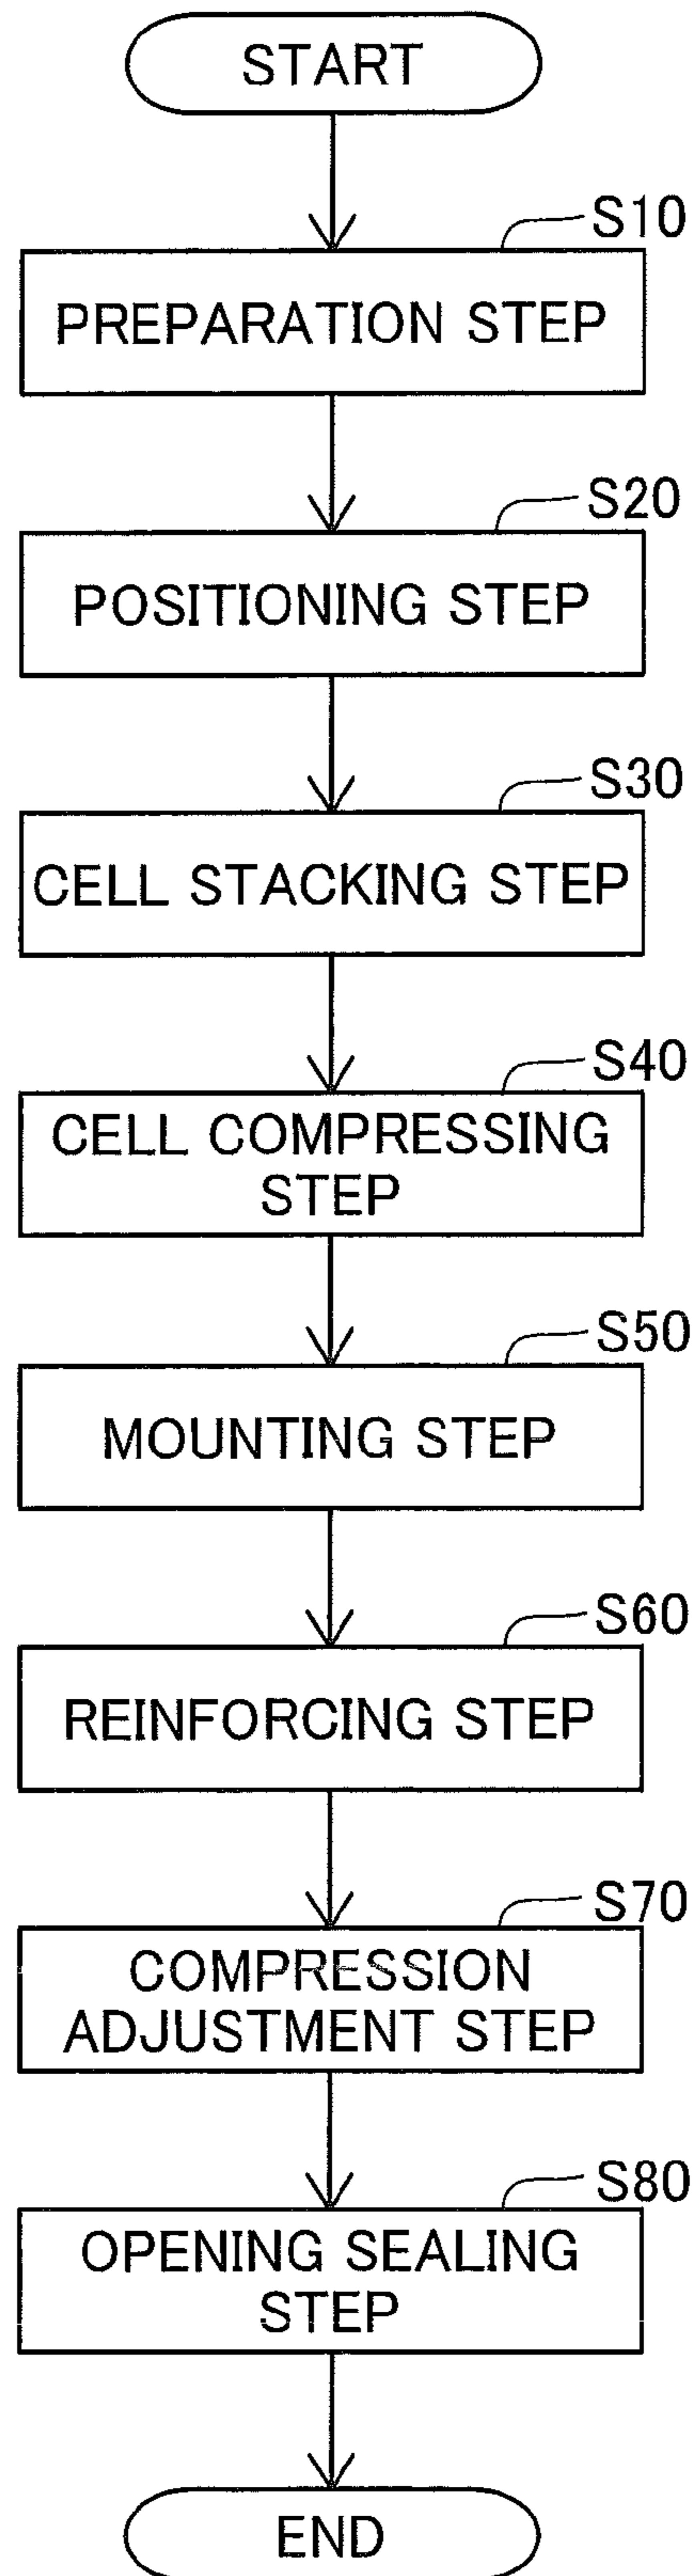 START
S10
PREPARATION STEP
S20
POSITIONING STEP
S30
CELL STACKING STEP
S40
CELL COMPRESSING
STEP
S50
MOUNTING STEP
S60
REINFORCING STEP
S70
COMPRESSION
ADJUSTMENT STEP
S80
OPENING SEALING
STEP
END